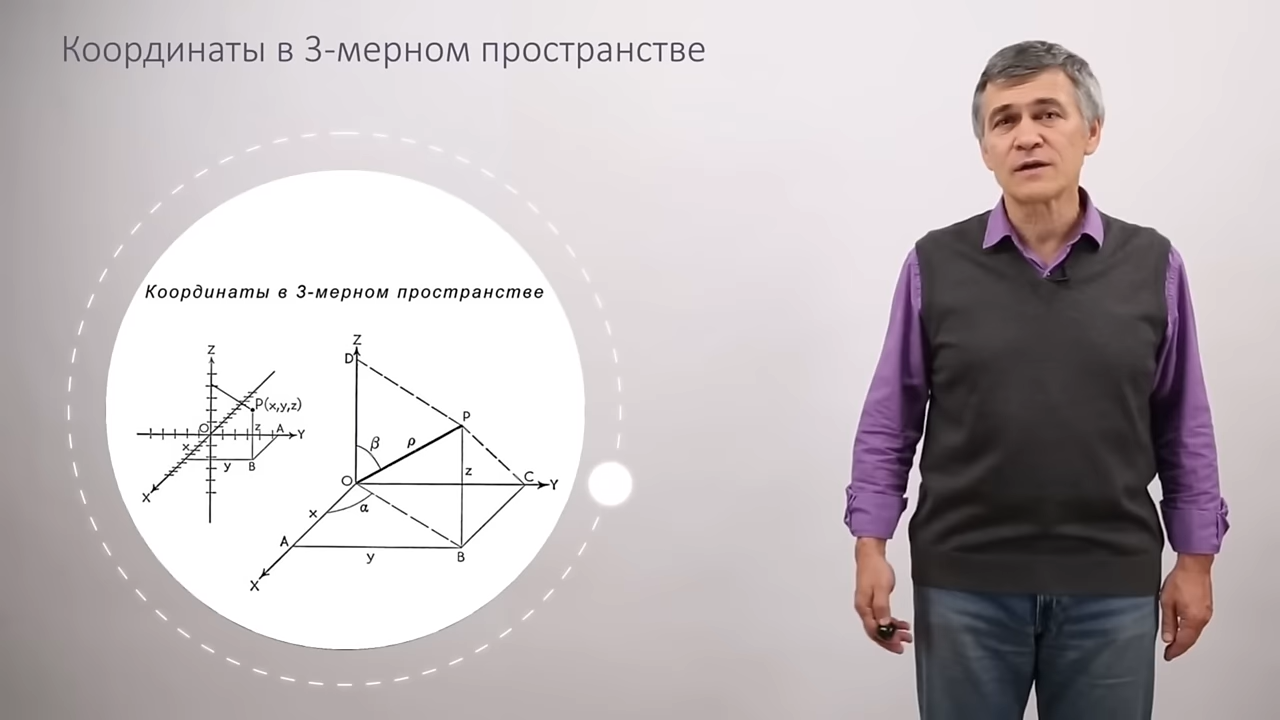 Координаты в 3-мерном пространстве
Координаты в 3-мерном пространстве
Z
P(x,y,z)
O
z
A
Y
x
y
B
X
Z
D
P
β
ρ
z
O
C
Y
x
α
A
y
B
X